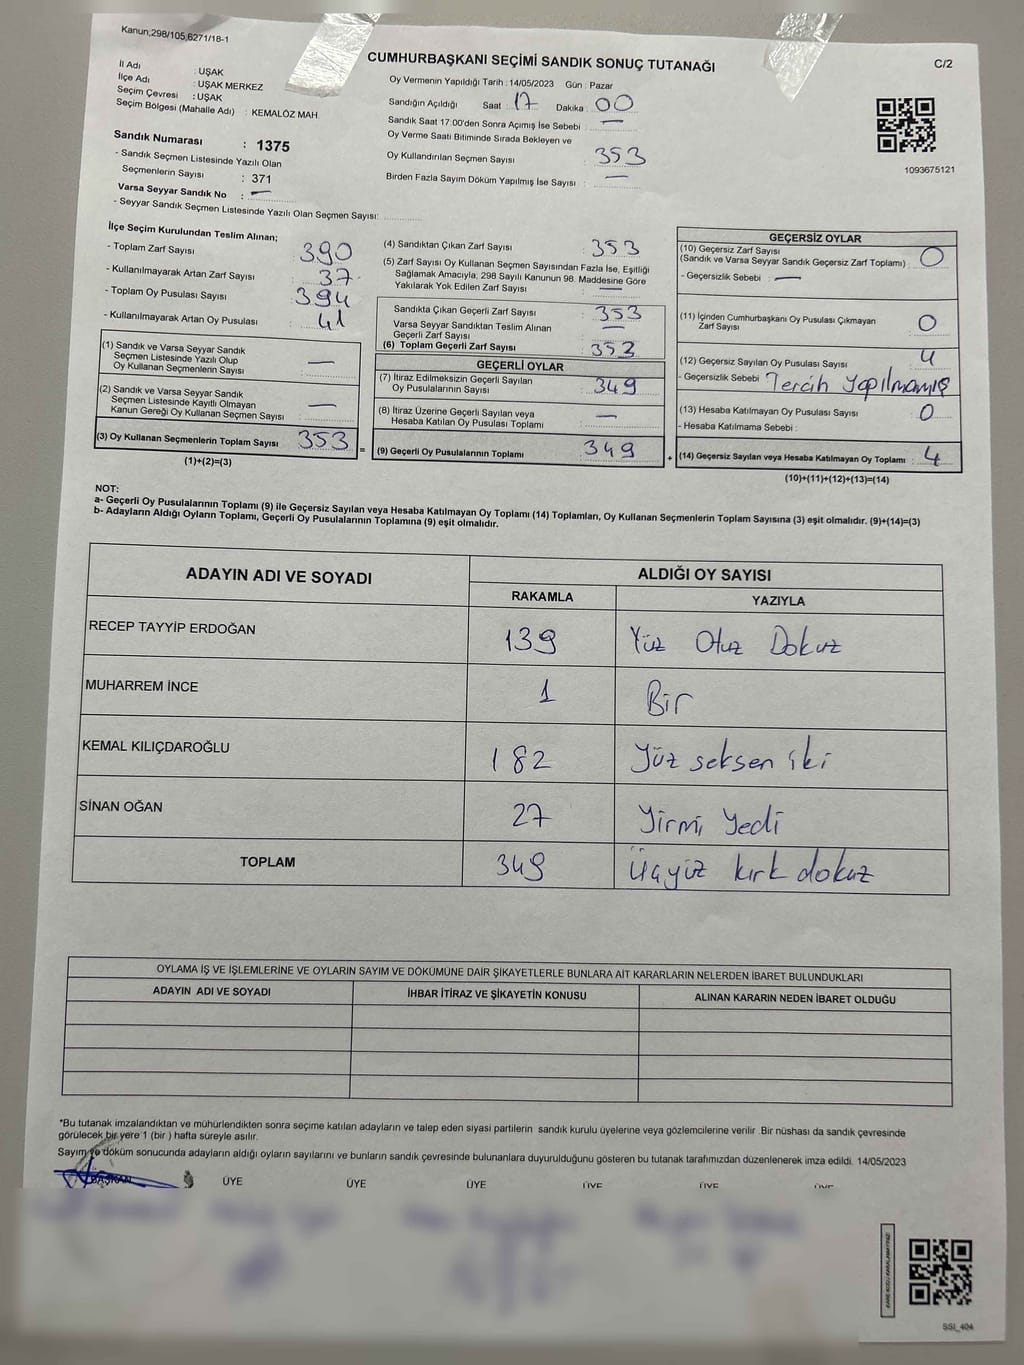 Kanun;298/105,6271/18-1
CUMHURBAŞKANI SEÇİMİ SANDIK SONUÇ TUTANAĞI
C/2
İl Adı : UŞAK
İlçe Adı : UŞAK MERKEZ
Seçim Çevresi : UŞAK
Seçim Bölgesi (Mahalle Adı) : KEMALÖZ MAH.
Sandık Numarası : 1375
- Sandık Seçmen Listesinde Yazılı Olan
Seçmenlerin Sayısı : 371
Varsa Seyyar Sandık No : —
- Seyyar Sandık Seçmen Listesinde Yazılı Olan Seçmen Sayısı:
Oy Vermenin Yapıldığı Tarih : 14/05/2023 Gün : Pazar
Sandığın Açıldığı Saat : 17 Dakika : 00
Sandık Saat 17:00'den Sonra Açımış İse Sebebi : —
Oy Verme Saati Bitiminde Sırada Bekleyen ve
Oy Kullandırılan Seçmen Sayısı : 353
Birden Fazla Sayım Döküm Yapılmış İse Sayısı : —
1093675121
İlçe Seçim Kurulundan Teslim Alınan;
- Toplam Zarf Sayısı : 390
- Kullanılmayarak Artan Zarf Sayısı : 37
- Toplam Oy Pusulası Sayısı : 394
- Kullanılmayarak Artan Oy Pusulası : 41
(1) Sandık ve Varsa Seyyar Sandık
Seçmen Listesinde Yazılı Olup
Oy Kullanan Seçmenlerin Sayısı : —
(2) Sandık ve Varsa Seyyar Sandık
Seçmen Listesinde Kayıtlı Olmayan
Kanun Gereği Oy Kullanan Seçmen Sayısı : —
(3) Oy Kullanan Seçmenlerin Toplam Sayısı : 353 =
(1)+(2)=(3)
(4) Sandıktan Çıkan Zarf Sayısı : 353
(5) Zarf Sayısı Oy Kullanan Seçmen Sayısından Fazla İse, Eşitliği
Sağlamak Amacıyla, 298 Sayılı Kanunun 98. Maddesine Göre
Yakılarak Yok Edilen Zarf Sayısı : —
Sandıkta Çıkan Geçerli Zarf Sayısı : 353
Varsa Seyyar Sandıktan Teslim Alınan
Geçerli Zarf Sayısı : —
(6) Toplam Geçerli Zarf Sayısı : 353
GEÇERLİ OYLAR
(7) İtiraz Edilmeksizin Geçerli Sayılan
Oy Pusulalarının Sayısı : 349
(8) İtiraz Üzerine Geçerli Sayılan veya
Hesaba Katılan Oy Pusulası Toplamı : —
(9) Geçerli Oy Pusulalarının Toplamı : 349 +
GEÇERSİZ OYLAR
(10) Geçersiz Zarf Sayısı
(Sandık ve Varsa Seyyar Sandık Geçersiz Zarf Toplamı) : 0
- Geçersizlik Sebebi : —
(11) İçinden Cumhurbaşkanı Oy Pusulası Çıkmayan
Zarf Sayısı : 0
(12) Geçersiz Sayılan Oy Pusulası Sayısı : 4
- Geçersizlik Sebebi : Tercih yapılmamış
(13) Hesaba Katılmayan Oy Pusulası Sayısı : 0
- Hesaba Katılmama Sebebi :
(14) Geçersiz Sayılan veya Hesaba Katılmayan Oy Toplamı : 4
(10)+(11)+(12)+(13)=(14)
NOT:
a- Geçerli Oy Pusulalarının Toplamı (9) ile Geçersiz Sayılan veya Hesaba Katılmayan Oy Toplamı (14) Toplamları, Oy Kullanan Seçmenlerin Toplam Sayısına (3) eşit olmalıdır. (9)+(14)=(3)
b- Adayların Aldığı Oyların Toplamı, Geçerli Oy Pusulalarının Toplamına (9) eşit olmalıdır.
ADAYIN ADI VE SOYADI
ALDIĞI OY SAYISI
RAKAMLA YAZIYLA
RECEP TAYYİP ERDOĞAN 139 Yüz Otuz Dokuz
MUHARREM İNCE 1 Bir
KEMAL KILIÇDAROĞLU 182 Yüz seksen iki
SİNAN OĞAN 27 Yirmi Yedi
TOPLAM 349 Üçyüz kırk dokuz
OYLAMA İŞ VE İŞLEMLERİNE VE OYLARIN SAYIM VE DÖKÜMÜNE DAİR ŞİKAYETLERLE BUNLARA AİT KARARLARIN NELERDEN İBARET BULUNDUKLARI
ADAYIN ADI VE SOYADI İHBAR İTİRAZ VE ŞİKAYETİN KONUSU ALINAN KARARIN NEDEN İBARET OLDUĞU
*Bu tutanak imzalandıktan ve mühürlendikten sonra seçime katılan adayların ve talep eden siyasi partilerin sandık kurulu üyelerine veya gözlemcilerine verilir. Bir nüshası da sandık çevresinde
görülecek bir yere 1 (bir ) hafta süreyle asılır.
Sayım ve döküm sonucunda adayların aldığı oyların sayılarını ve bunların sandık çevresinde bulunanlara duyurulduğunu gösteren bu tutanak tarafımızdan düzenlenerek imza edildi. 14/05/2023
BAŞKAN ÜYE ÜYE ÜYE ÜYE ÜYE ÜYE
KARE KODU KARALAMAYINIZ!
SSI_404